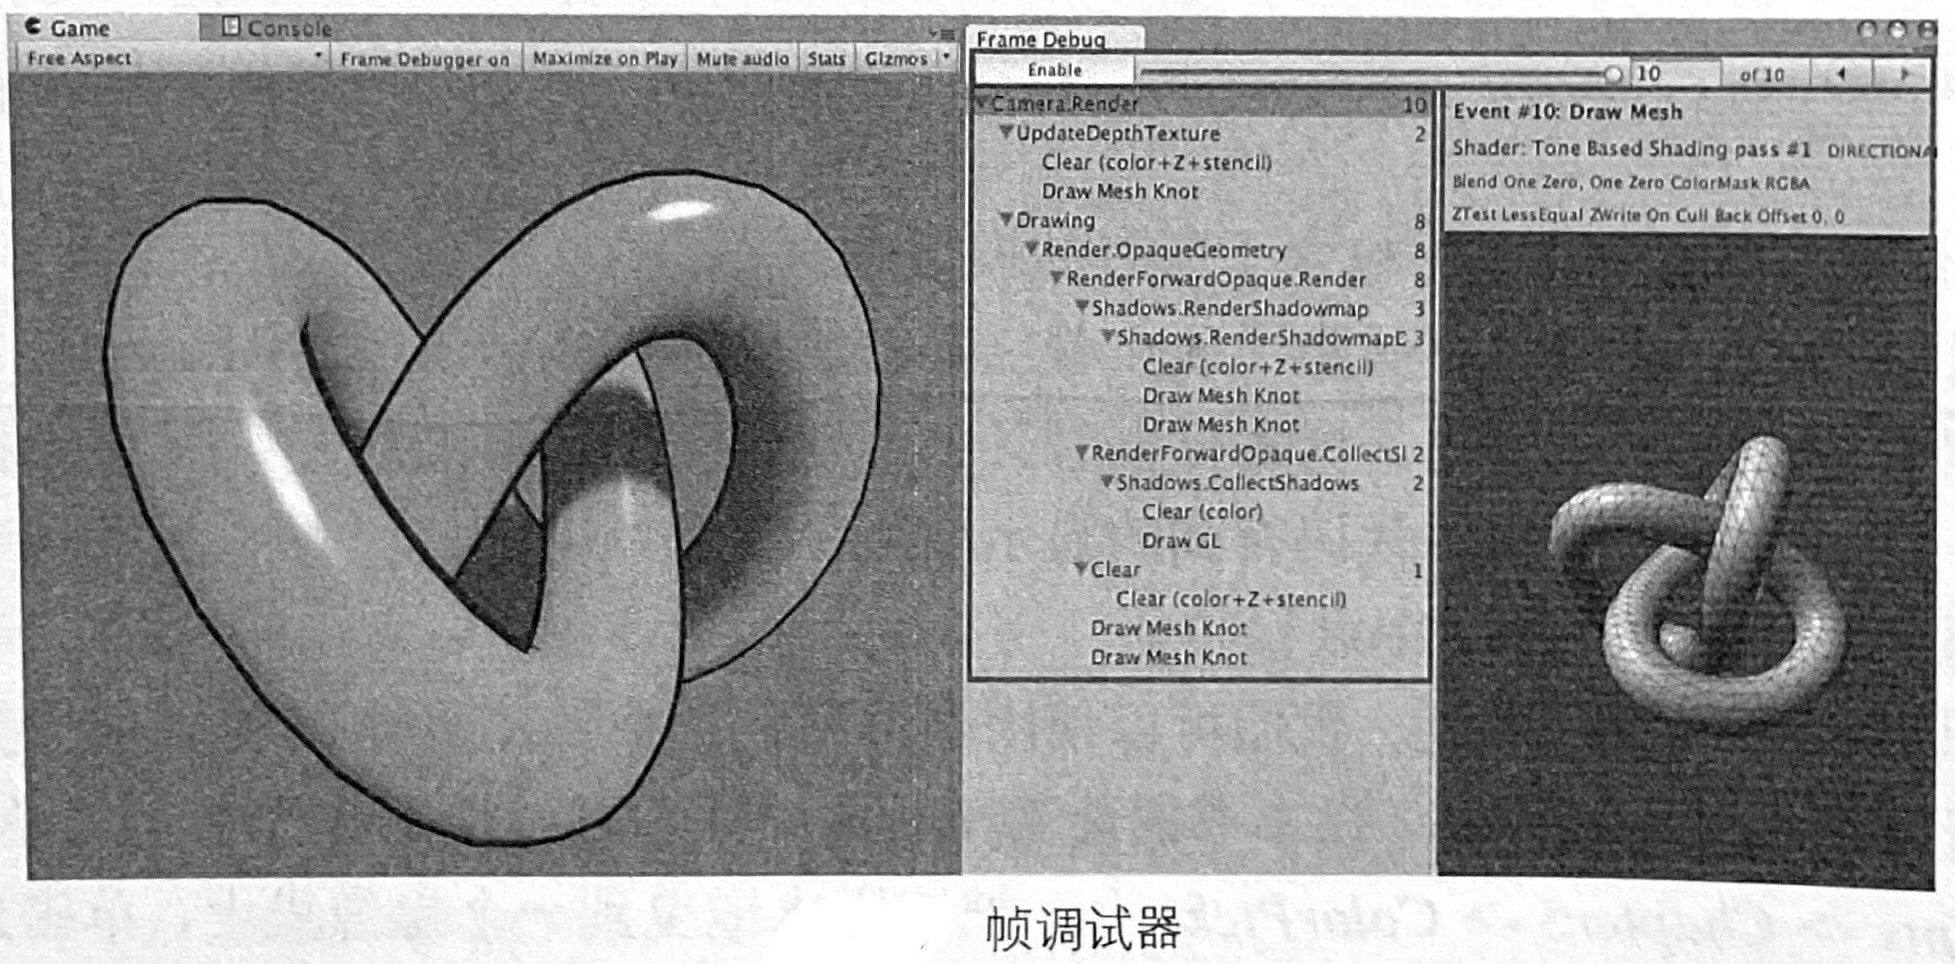 Game
Console
Free Aspect
Frame Debugger on
Maximize on Play
Mute audio
Stats
Gizmos
Frame Debug
Enable
10
of 10
Camera.Render 10
UpdateDepthTexture 2
Clear (color+Z+stencil)
Draw Mesh Knot
Drawing 8
Render.OpaqueGeometry 8
RenderForwardOpaque.Render 8
Shadows.RenderShadowmap 3
Shadows.RenderShadowmapD 3
Clear (color+Z+stencil)
Draw Mesh Knot
Draw Mesh Knot
RenderForwardOpaque.CollectSl 2
Shadows.CollectShadows 2
Clear (color)
Draw GL
Clear 1
Clear (color+Z+stencil)
Draw Mesh Knot
Draw Mesh Knot
Event #10: Draw Mesh
Shader: Tone Based Shading pass #1 DIRECTIONA
Blend One Zero, One Zero ColorMask RGBA
ZTest LessEqual ZWrite On Cull Back Offset 0, 0
帧调试器